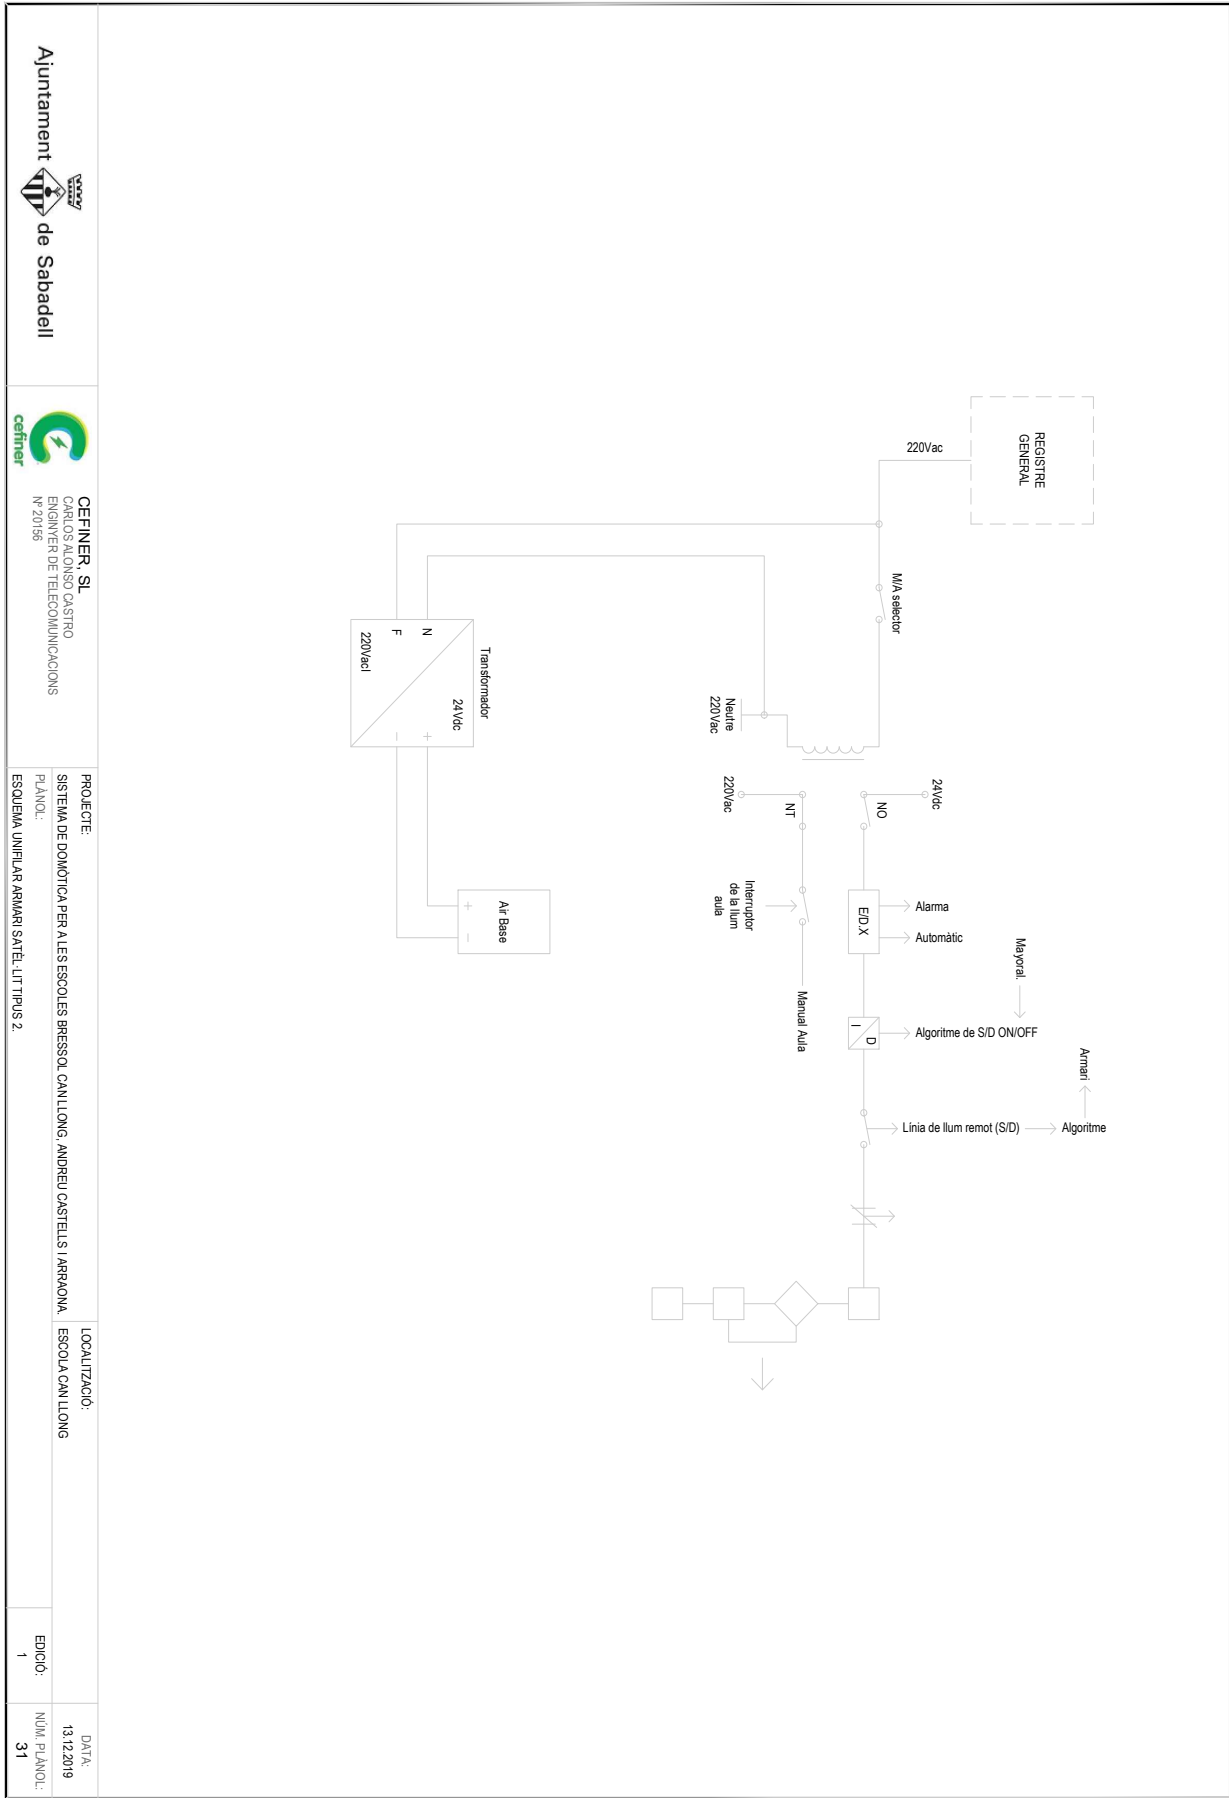 REGISTRE
GENERAL
220Vac
M/A selector
Neutre
220Vac
Transformador
N
F
220Vacl
24Vdc
+
–
Air Base
+
–
24Vdc
NO
220Vac
NT
Interruptor
de la llum
aula
Manual Aula
E/D.X
Alarma
Automàtic
Mayoral.
I
D
Algoritme de S/D ON/OFF
Armari
Línia de llum remot (S/D)
Algoritme
Ajuntament de Sabadell
cefiner
CEFINER, SL
CARLOS ALONSO CASTRO
ENGINYER DE TELECOMUNICACIONS
Nº 20156
PROJECTE:
SISTEMA DE DOMÒTICA PER A LES ESCOLES BRESSOL CAN LLONG, ANDREU CASTELLS I ARRAONA.
PLÀNOL:
ESQUEMA UNIFILAR ARMARI SATÈL·LIT TIPUS 2.
LOCALITZACIÓ:
ESCOLA CAN LLONG
EDICIÓ:
1
DATA:
13.12.2019
NÚM. PLÀNOL:
31